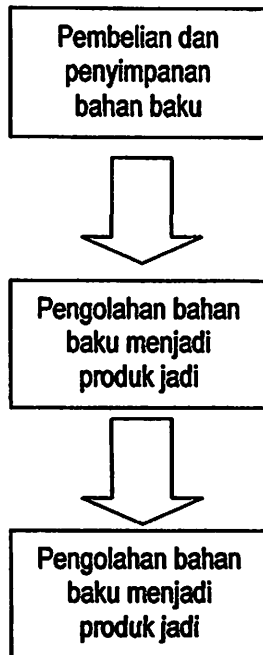 Pembelian dan
penyimpanan
bahan baku
Pengolahan bahan
baku menjadi
produk jadi
Pengolahan bahan
baku menjadi
produk jadi